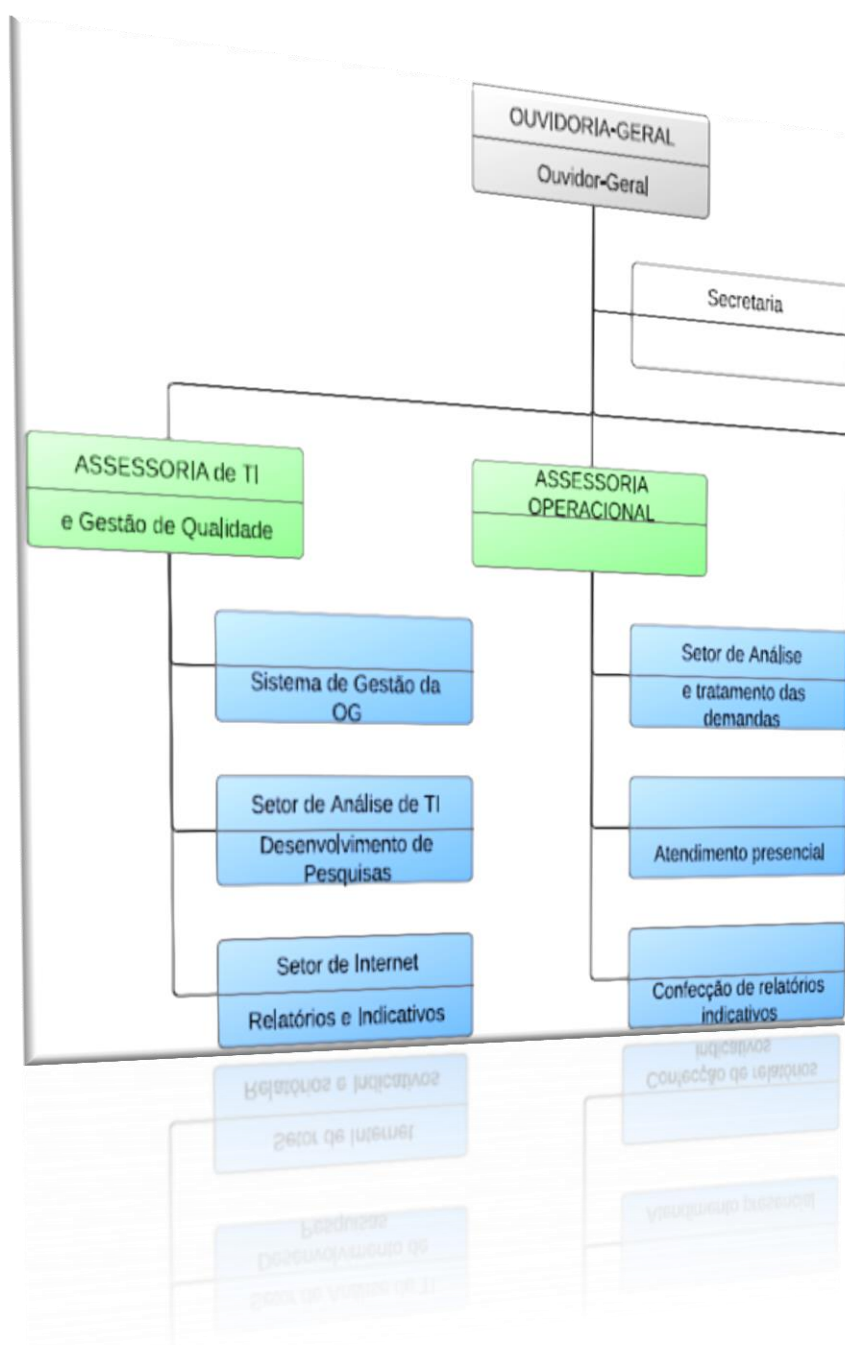 OUVIDORIA-GERAL
Ouvidor-Geral
Secretaria
ASSESSORIA de TI
e Gestão de Qualidade
ASSESSORIA
OPERACIONAL
Sistema de Gestão da
OG
Setor de Análise de TI
Desenvolvimento de
Pesquisas
Setor de Internet
Relatórios e Indicativos
Setor de Análise
e tratamento das
demandas
Atendimento presencial
Confecção de relatórios
indicativos